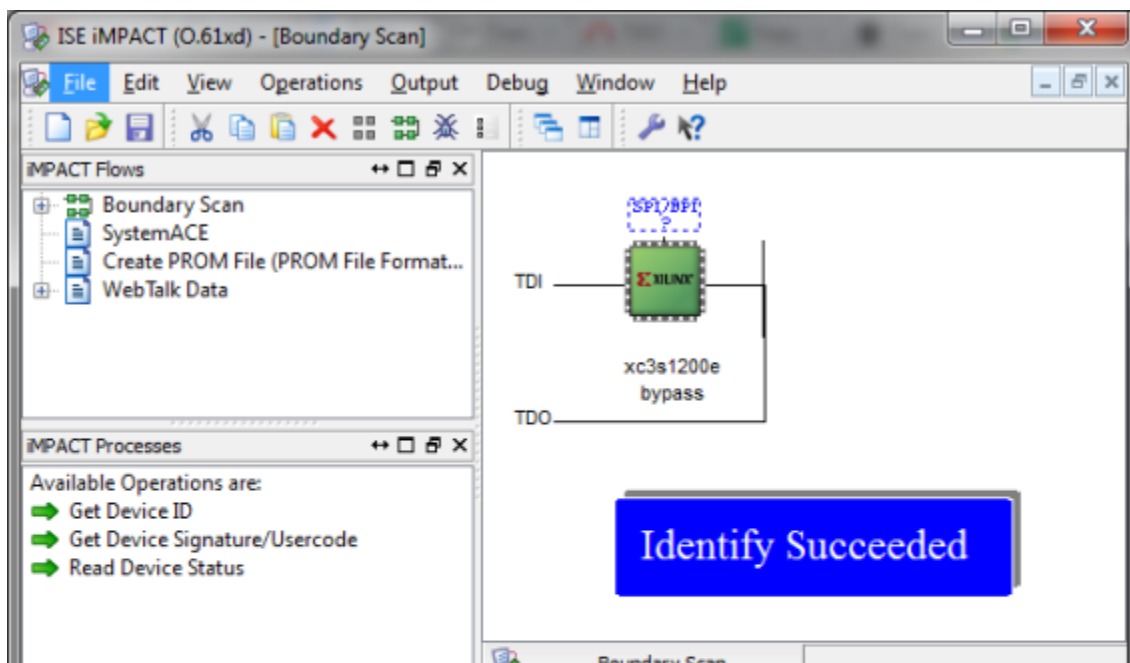 ISE iMPACT (O.61xd) - [Boundary Scan]
File Edit View Operations Output Debug Window Help
iMPACT Flows
Boundary Scan
SystemACE
Create PROM File (PROM File Format...
WebTalk Data
iMPACT Processes
Available Operations are:
Get Device ID
Get Device Signature/Usercode
Read Device Status
SPI/BPI
?
TDI
XILINX
xc3s1200e
bypass
TDO
Identify Succeeded
Boundary Scan